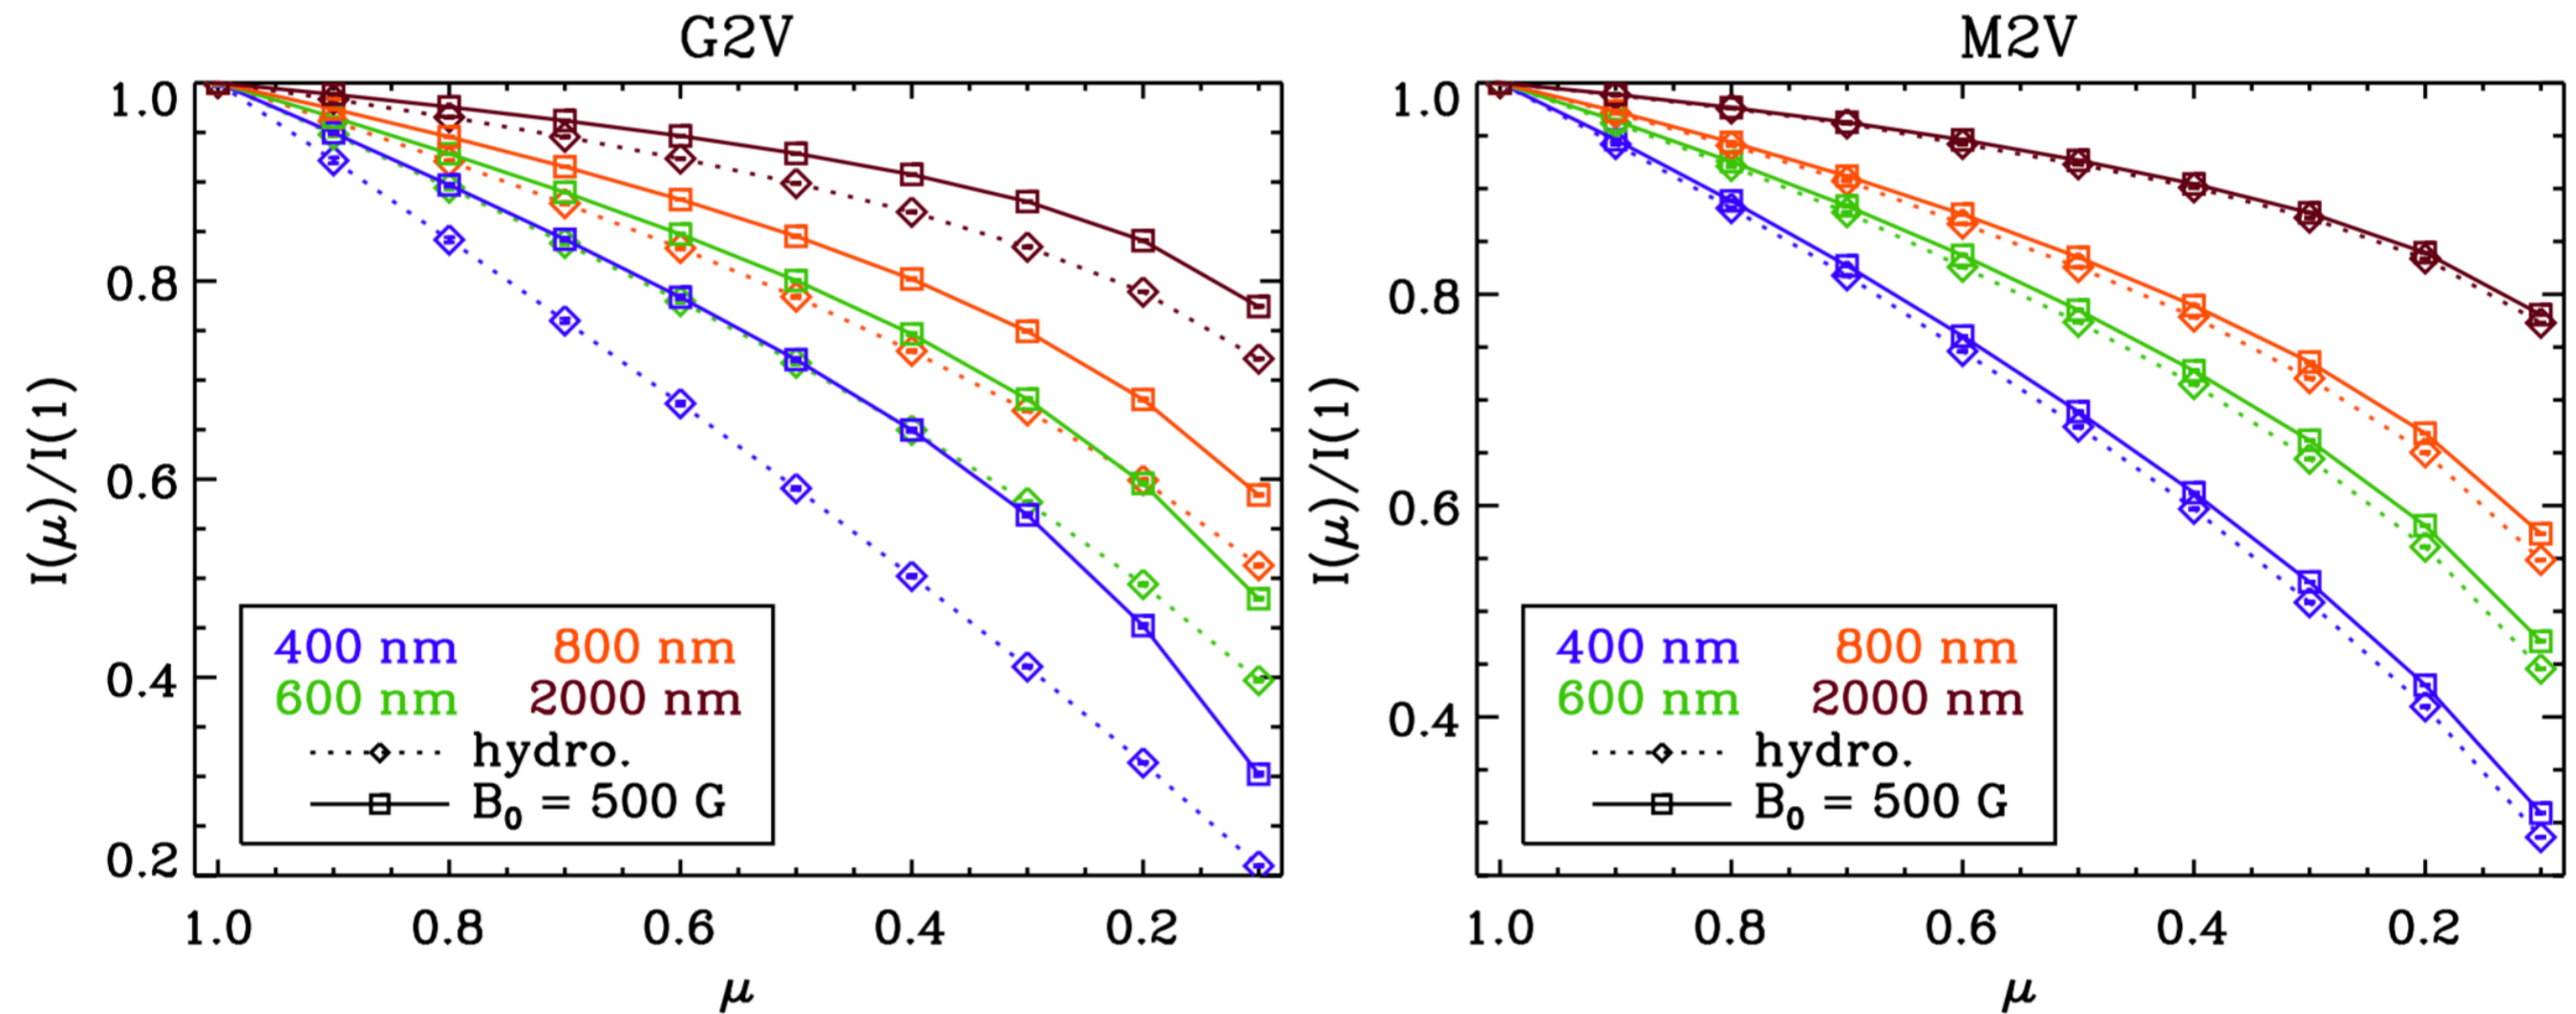 G2V
I(μ)/I(1)
1.0
0.8
0.6
0.4
0.2
400 nm 800 nm
600 nm 2000 nm
hydro.
B₀ = 500 G
1.0 0.8 0.6 0.4 0.2
μ
M2V
I(μ)/I(1)
1.0
0.8
0.6
0.4
400 nm 800 nm
600 nm 2000 nm
hydro.
B₀ = 500 G
1.0 0.8 0.6 0.4 0.2
μ